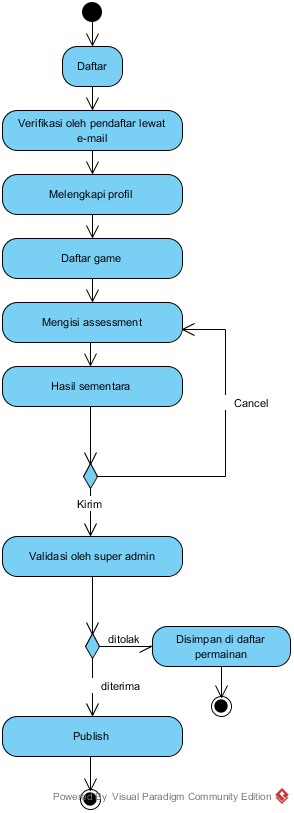 Daftar
Verifikasi oleh pendaftar lewat
e-mail
Melengkapi profil
Daftar game
Mengisi assessment
Hasil sementara
Cancel
Kirim
Validasi oleh super admin
ditolak
Disimpan di daftar
permainan
diterima
Publish
Powered By Visual Paradigm Community Edition